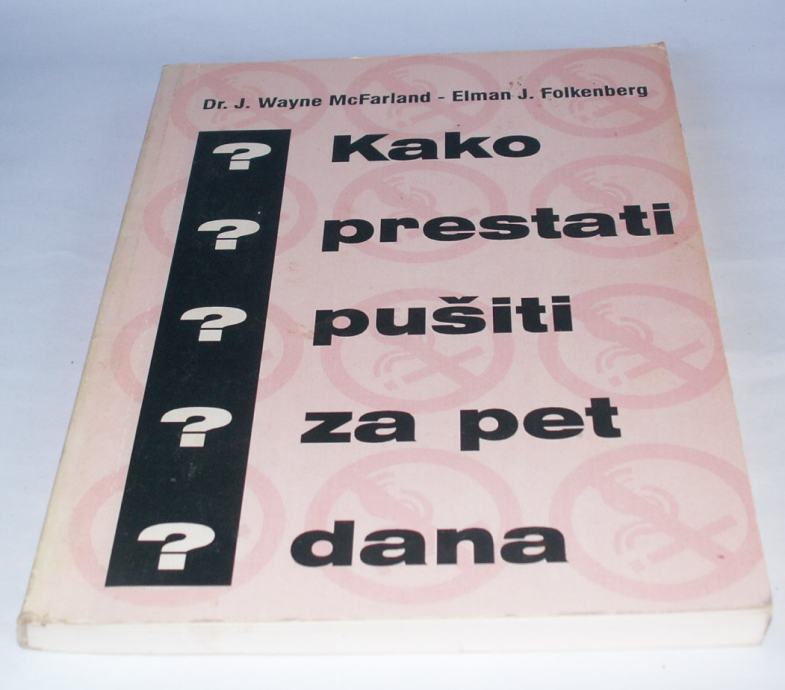 Dr. J. Wayne McFarland - Elman J. Folkenberg
? Kako
? prestati
? pušiti
? za pet
? dana